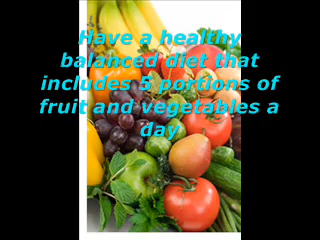 Have a healthy
balanced diet that
includes 5 portions of
fruit and vegetables a
day